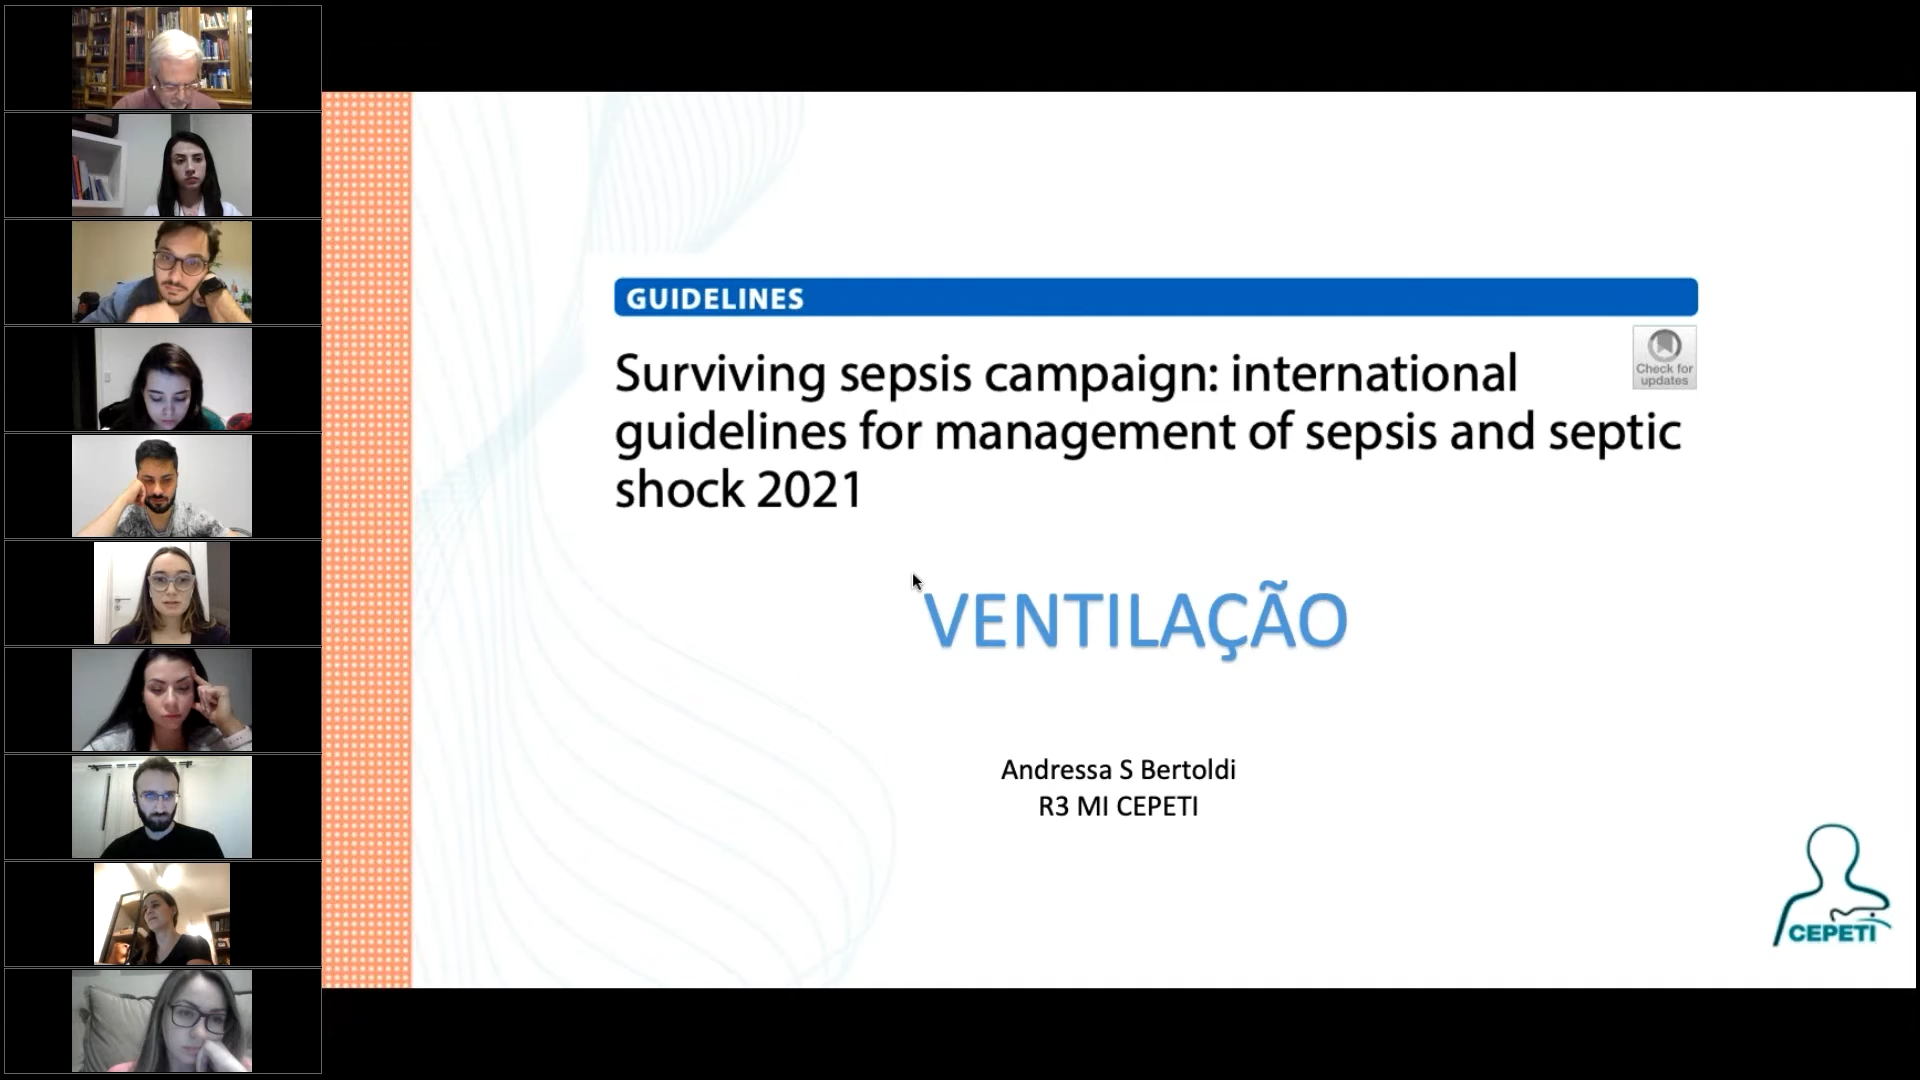 GUIDELINES
Surviving sepsis campaign: international
guidelines for management of sepsis and septic
shock 2021
Check for
updates
VENTILAÇÃO
Andressa S Bertoldi
R3 MI CEPETI
CEPETI